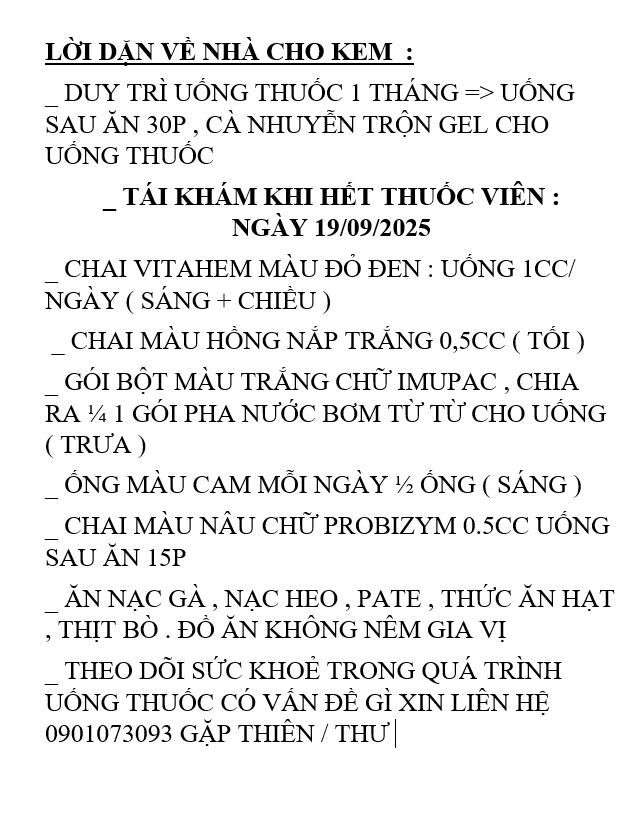 LỜI DẶN VỀ NHÀ CHO KEM :
_ DUY TRÌ UỐNG THUỐC 1 THÁNG => UỐNG
SAU ĂN 30P , CÀ NHUYỄN TRỘN GEL CHO
UỐNG THUỐC
_ TÁI KHÁM KHI HẾT THUỐC VIÊN :
NGÀY 19/09/2025
_ CHAI VITAHEM MÀU ĐỎ ĐEN : UỐNG 1CC/
NGÀY ( SÁNG + CHIỀU )
_ CHAI MÀU HỒNG NẮP TRẮNG 0,5CC ( TỐI )
_ GÓI BỘT MÀU TRẮNG CHỮ IMUPAC , CHIA
RA ¼ 1 GÓI PHA NƯỚC BƠM TỪ TỪ CHO UỐNG
( TRƯA )
_ ỐNG MÀU CAM MỖI NGÀY ½ ỐNG ( SÁNG )
_ CHAI MÀU NÂU CHỮ PROBIZYM 0.5CC UỐNG
SAU ĂN 15P
_ ĂN NẠC GÀ , NẠC HEO , PATE , THỨC ĂN HẠT
, THỊT BÒ . ĐỒ ĂN KHÔNG NÊM GIA VỊ
_ THEO DÕI SỨC KHOẺ TRONG QUÁ TRÌNH
UỐNG THUỐC CÓ VẤN ĐỀ GÌ XIN LIÊN HỆ
0901073093 GẶP THIÊN / THƯ